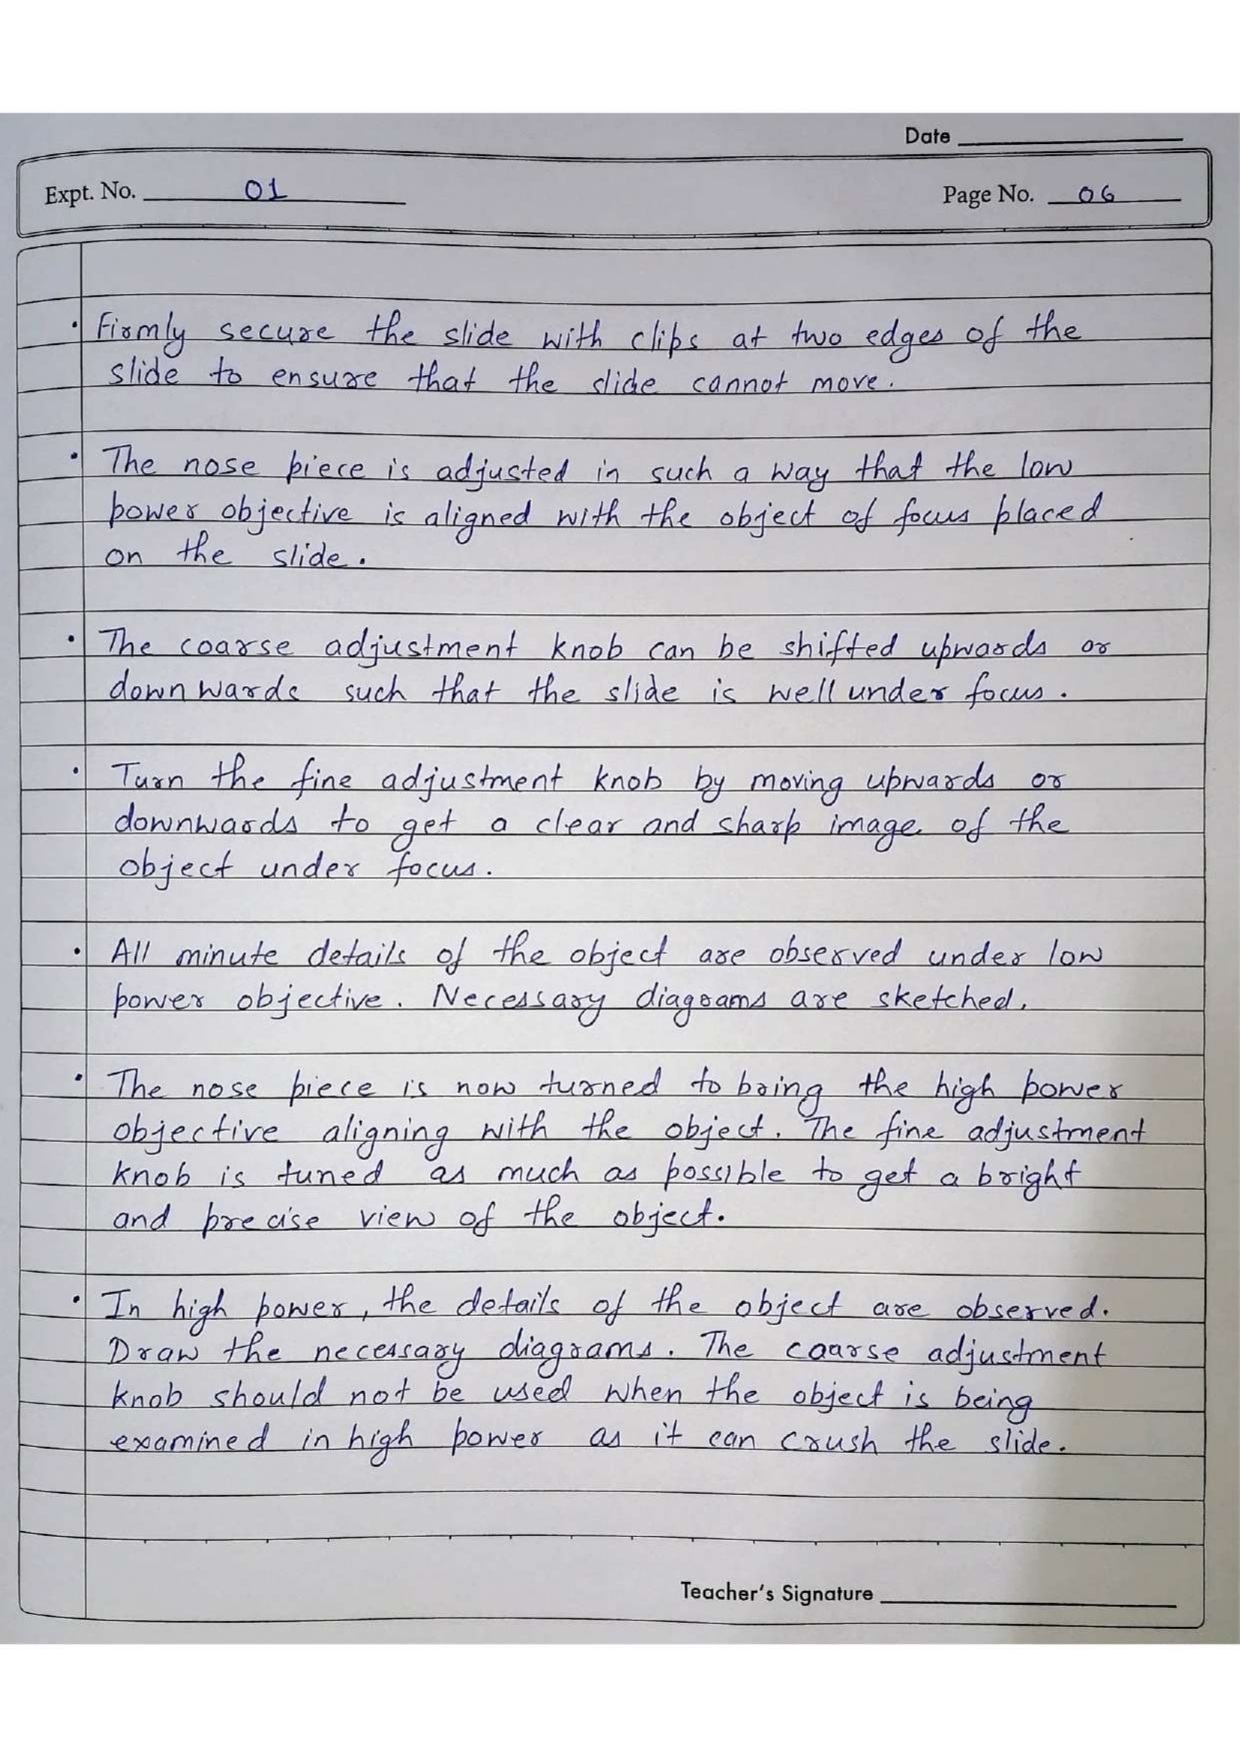 Date
Expt. No. 01
Page No. 06
• Firmly secure the slide with clips at two edges of the
slide to ensure that the slide cannot move.
• The nose piece is adjusted in such a way that the low
power objective is aligned with the object of focus placed
on the slide.
• The coarse adjustment knob can be shifted upwards or
downwards such that the slide is well under focus.
• Turn the fine adjustment knob by moving upwards or
downwards to get a clear and sharp image of the
object under focus.
• All minute details of the object are observed under low
power objective. Necessary diagrams are sketched.
• The nose piece is now turned to bring the high power
objective aligning with the object. The fine adjustment
knob is tuned as much as possible to get a bright
and precise view of the object.
• In high power, the details of the object are observed.
Draw the necessary diagrams. The coarse adjustment
knob should not be used when the object is being
examined in high power as it can crush the slide.
Teacher's Signature